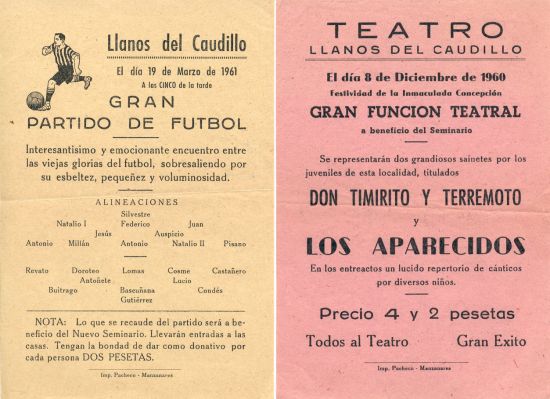 Llanos del Caudillo
El día 19 de Marzo de 1961
A las CINCO de la tarde
GRAN
PARTIDO DE FUTBOL
Interesantisimo y emocionante encuentro entre
las viejas glorias del futbol, sobresaliendo por
su esbeltez, pequeñez y voluminosidad.
ALINEACIONES
Silvestre
Natalio I Federico Juan
Jesús Auspicio
Antonio Millán Antonio Natalio II Pisano
Revato Doroteo Lomas Cosme Castañero
Antoñete Lucio
Buitrago Bascuñana Condés
Gutiérrez
NOTA: Lo que se recaude del partido será a be-
neficio del Nuevo Seminario. Llevarán entradas a las
casas. Tengan la bondad de dar como donativo por
cada persona DOS PESETAS.
Imp. Pacheco - Manzanares
TEATRO
LLANOS DEL CAUDILLO
El día 8 de Diciembre de 1960
Festividad de la Inmaculada Concepción
GRAN FUNCION TEATRAL
a beneficio del Seminario
Se representarán dos grandiosos sainetes por los
juveniles de esta localidad, titulados
DON TIMIRITO Y TERREMOTO
y
LOS APARECIDOS
En los entreactos un lucido repertorio de cánticos
por diversos niños.
Precio 4 y 2 pesetas
Todos al Teatro Gran Exito
Imp. Pacheco - Manzanares